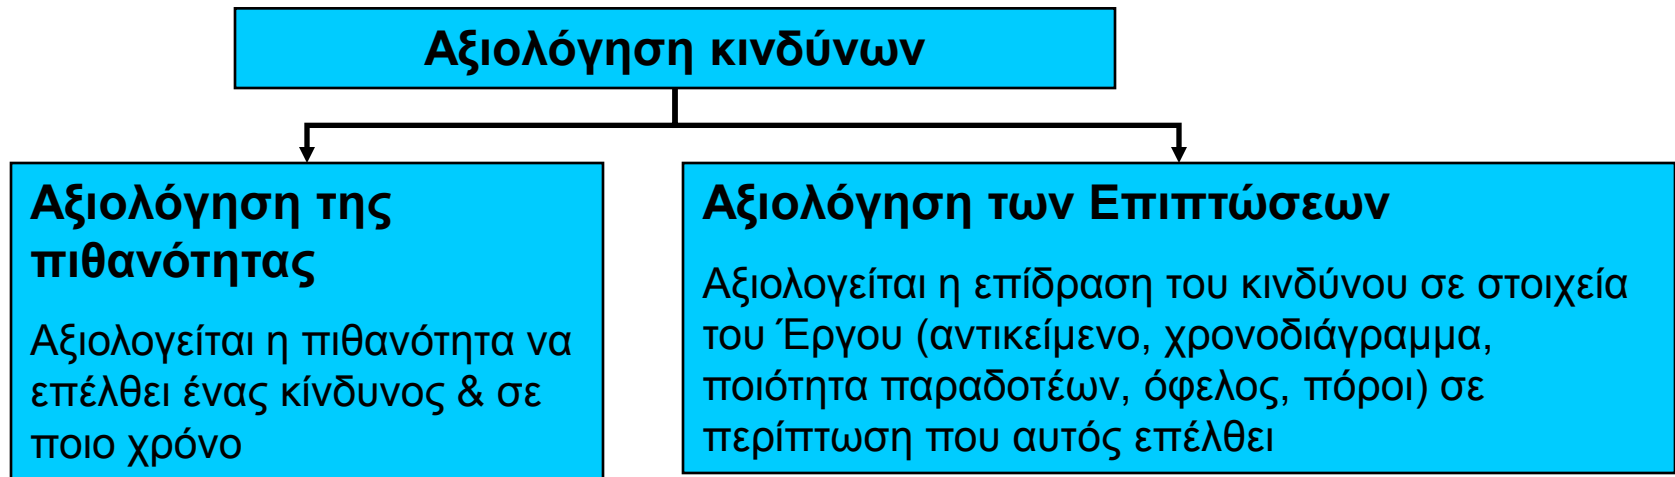 Αξιολόγηση κινδύνων
Αξιολόγηση της
πιθανότητας
Αξιολογείται η πιθανότητα να
επέλθει ένας κίνδυνος & σε
ποιο χρόνο
Αξιολόγηση των Επιπτώσεων
Αξιολογείται η επίδραση του κινδύνου σε στοιχεία
του Έργου (αντικείμενο, χρονοδιάγραμμα,
ποιότητα παραδοτέων, όφελος, πόροι) σε
περίπτωση που αυτός επέλθει